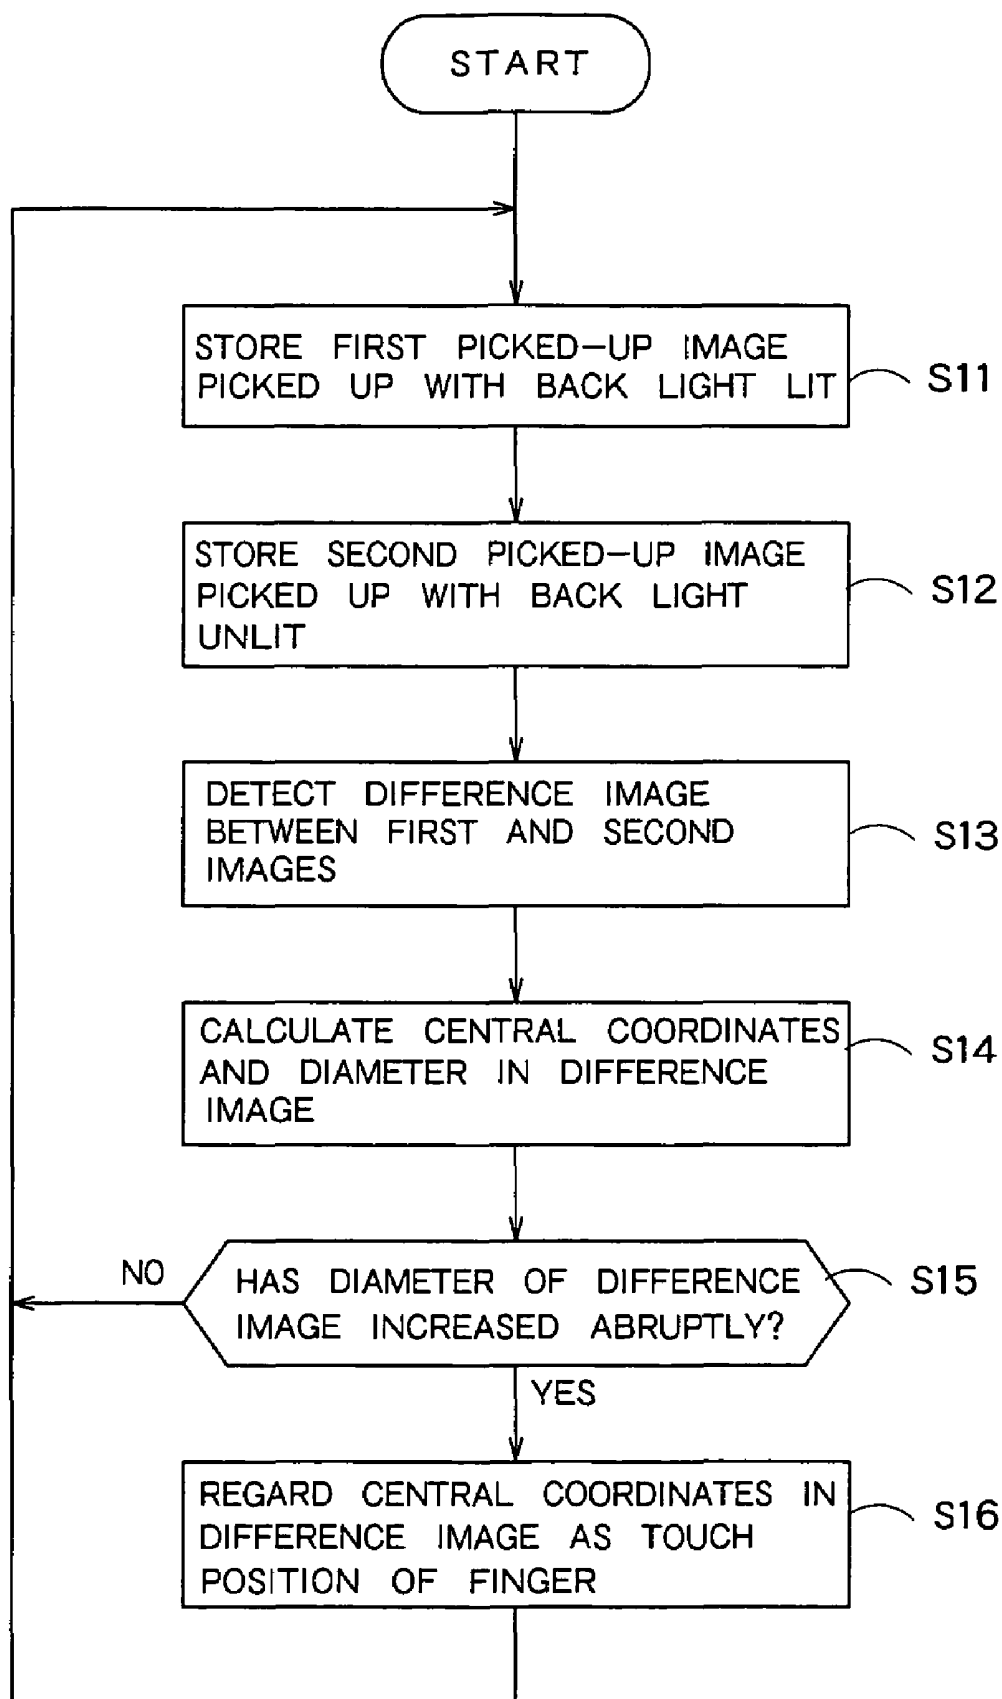 START
STORE FIRST PICKED-UP IMAGE
PICKED UP WITH BACK LIGHT LIT
S11
STORE SECOND PICKED-UP IMAGE
PICKED UP WITH BACK LIGHT
UNLIT
S12
DETECT DIFFERENCE IMAGE
BETWEEN FIRST AND SECOND
IMAGES
S13
CALCULATE CENTRAL COORDINATES
AND DIAMETER IN DIFFERENCE
IMAGE
S14
NO
HAS DIAMETER OF DIFFERENCE
IMAGE INCREASED ABRUPTLY?
S15
YES
REGARD CENTRAL COORDINATES IN
DIFFERENCE IMAGE AS TOUCH
POSITION OF FINGER
S16